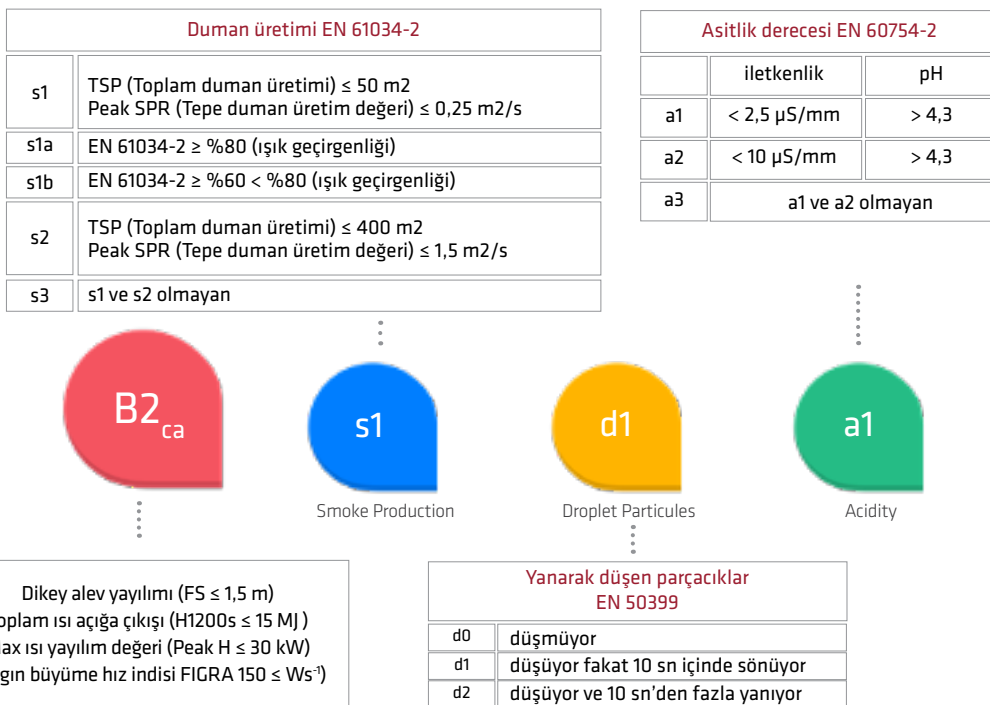 Duman üretimi EN 61034-2
s1
TSP (Toplam duman üretimi) ≤ 50 m2
Peak SPR (Tepe duman üretim değeri) ≤ 0,25 m2/s
s1a EN 61034-2 ≥ %80 (ışık geçirgenliği)
s1b EN 61034-2 ≥ %60 < %80 (ışık geçirgenliği)
s2
TSP (Toplam duman üretimi) ≤ 400 m2
Peak SPR (Tepe duman üretim değeri) ≤ 1,5 m2/s
s3 s1 ve s2 olmayan
Asitlik derecesi EN 60754-2
iletkenlik pH
a1 < 2,5 µS/mm > 4,3
a2 < 10 µS/mm > 4,3
a3 a1 ve a2 olmayan
B2ca
s1
d1
a1
Smoke Production
Droplet Particules
Acidity
Dikey alev yayılımı (FS ≤ 1,5 m)
oplam ısı açığa çıkışı (H1200s ≤ 15 MJ )
ax ısı yayılım değeri (Peak H ≤ 30 kW)
gın büyüme hız indisi FIGRA 150 ≤ Ws⁻¹)
Yanarak düşen parçacıklar
EN 50399
d0 düşmüyor
d1 düşüyor fakat 10 sn içinde sönüyor
d2 düşüyor ve 10 sn’den fazla yanıyor